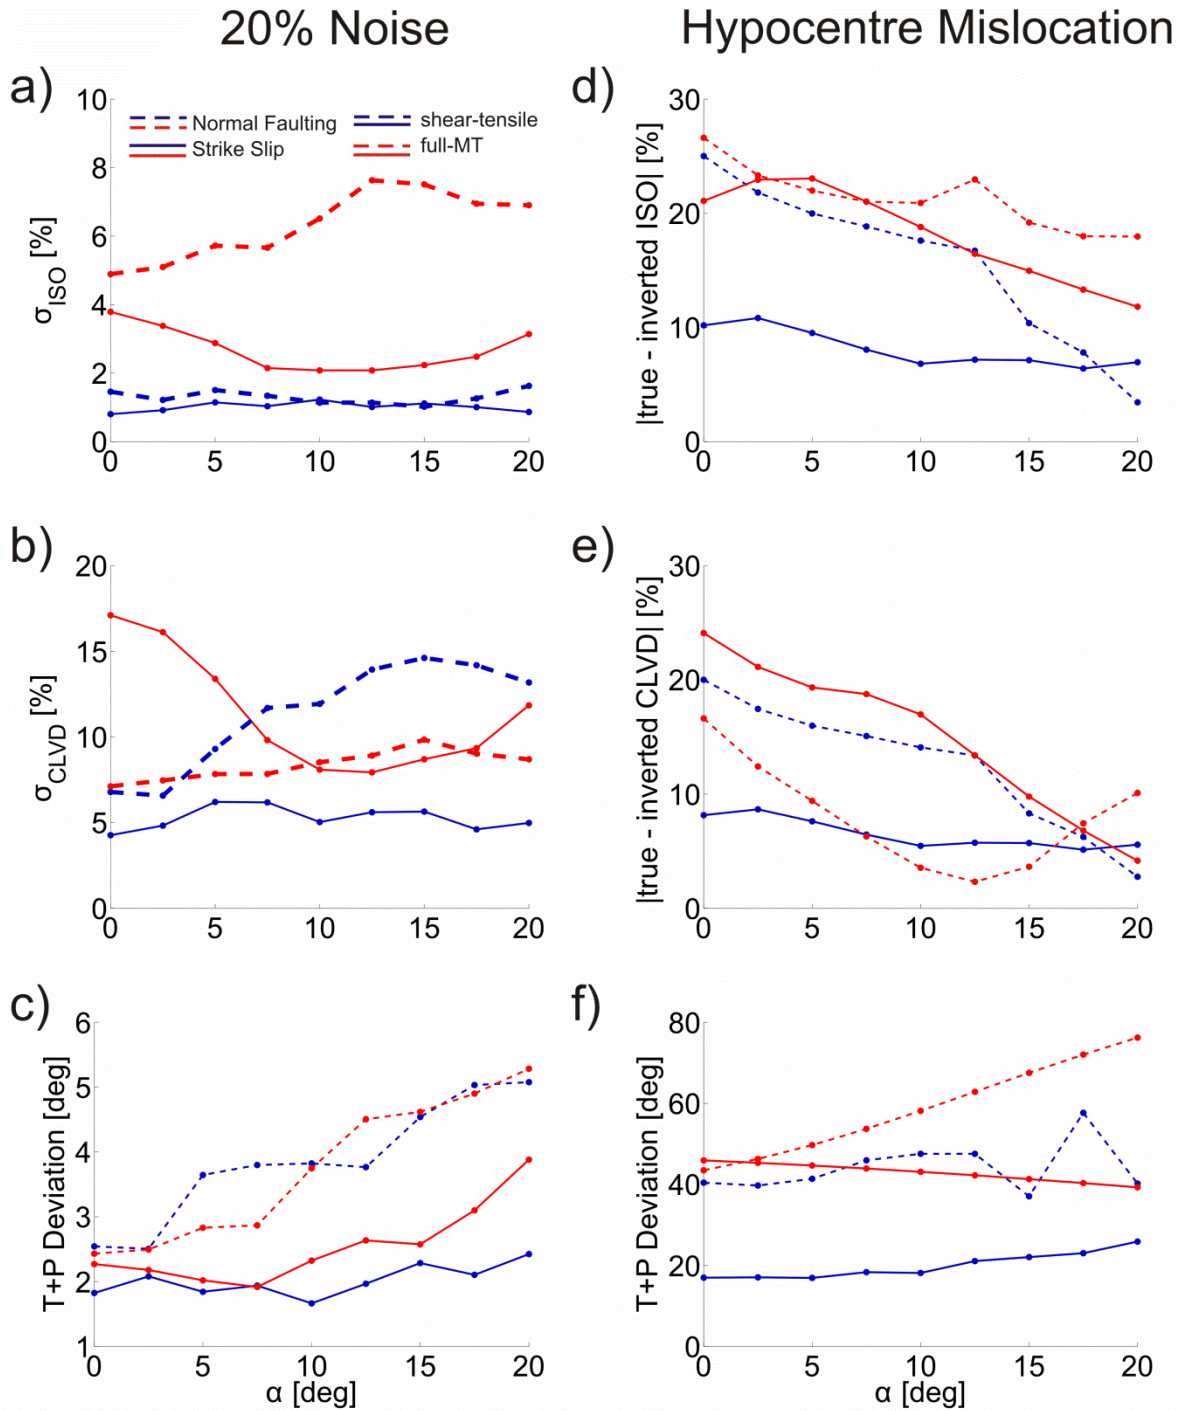 20% Noise
Hypocentre Mislocation
a)
σISO [%]
10
8
6
4
2
0
0 5 10 15 20
Normal Faulting
Strike Slip
shear-tensile
full-MT
d)
|true - inverted ISO| [%]
30
20
10
0
0 5 10 15 20
b)
σCLVD [%]
20
15
10
5
0
0 5 10 15 20
e)
|true - inverted CLVD| [%]
30
20
10
0
0 5 10 15 20
c)
T+P Deviation [deg]
6
5
4
3
2
1
0 5 10 15 20
α [deg]
f)
T+P Deviation [deg]
80
60
40
20
0
0 5 10 15 20
α [deg]